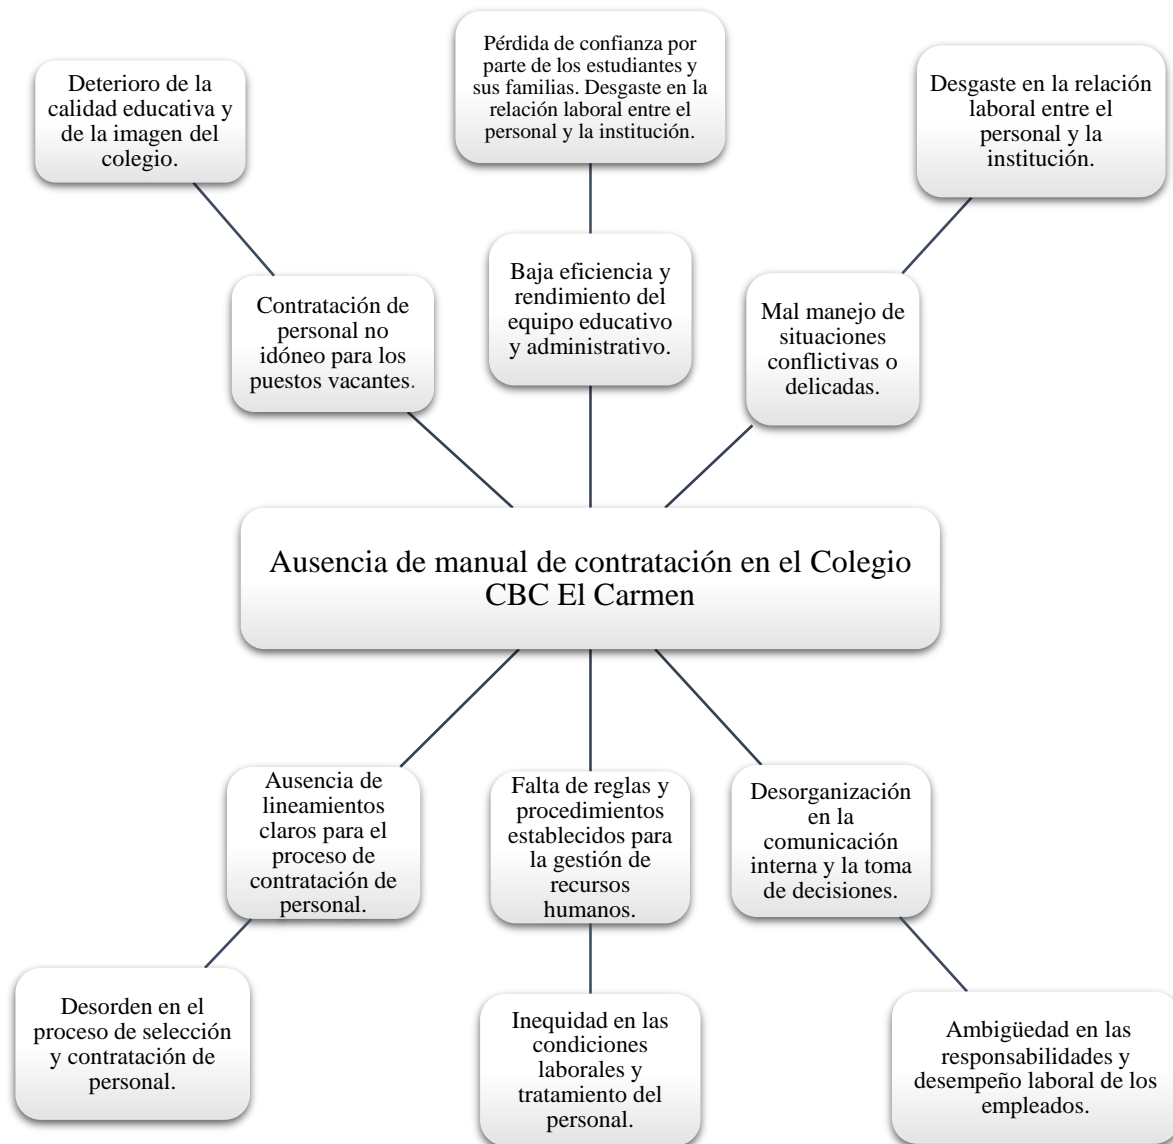 Deterioro de la
calidad educativa y
de la imagen del
colegio.
Pérdida de confianza por
parte de los estudiantes y
sus familias. Desgaste en la
relación laboral entre el
personal y la institución.
Desgaste en la relación
laboral entre el
personal y la
institución.
Contratación de
personal no
idóneo para los
puestos vacantes.
Baja eficiencia y
rendimiento del
equipo educativo
y administrativo.
Mal manejo de
situaciones
conflictivas o
delicadas.
Ausencia de manual de contratación en el Colegio
CBC El Carmen
Ausencia de
lineamientos
claros para el
proceso de
contratación de
personal.
Falta de reglas y
procedimientos
establecidos para
la gestión de
recursos
humanos.
Desorganización
en la
comunicación
interna y la toma
de decisiones.
Desorden en el
proceso de selección
y contratación de
personal.
Inequidad en las
condiciones
laborales y
tratamiento del
personal.
Ambigüedad en las
responsabilidades y
desempeño laboral de los
empleados.